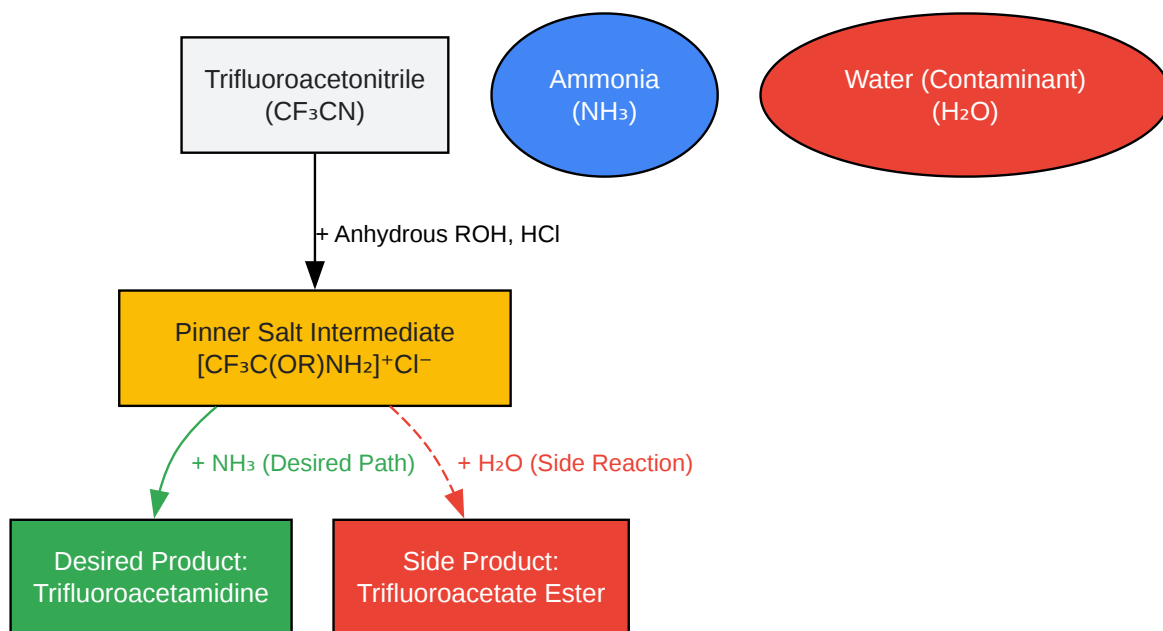 Trifluoroacetonitrile
(CF₃CN)
Ammonia
(NH₃)
Water (Contaminant)
(H₂O)
+ Anhydrous ROH, HCl
Pinner Salt Intermediate
[CF₃C(OR)NH₂]⁺Cl⁻
+ NH₃ (Desired Path)
+ H₂O (Side Reaction)
Desired Product:
Trifluoroacetamidine
Side Product:
Trifluoroacetate Ester